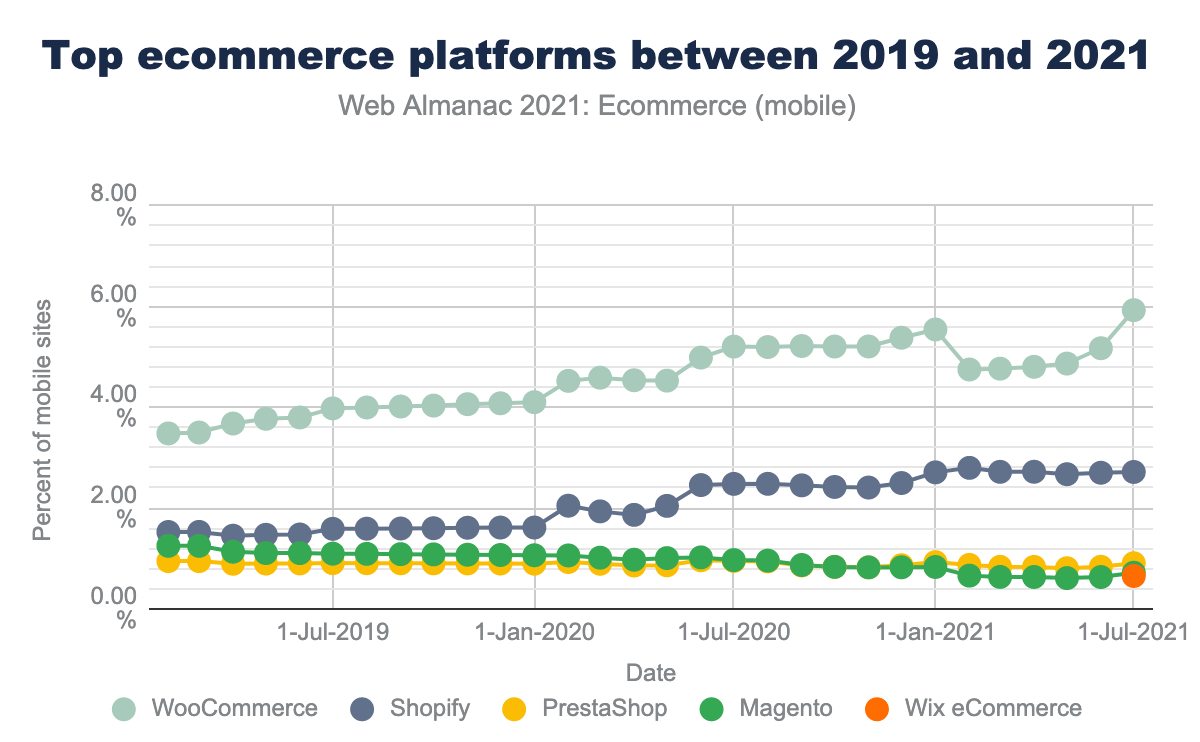 Top ecommerce platforms between 2019 and 2021
Web Almanac 2021: Ecommerce (mobile)
8.00
%
6.00
%
4.00
%
2.00
%
0.00
%
Percent of mobile sites
1-Jul-2019 1-Jan-2020 1-Jul-2020 1-Jan-2021 1-Jul-2021
Date
WooCommerce Shopify PrestaShop Magento Wix eCommerce